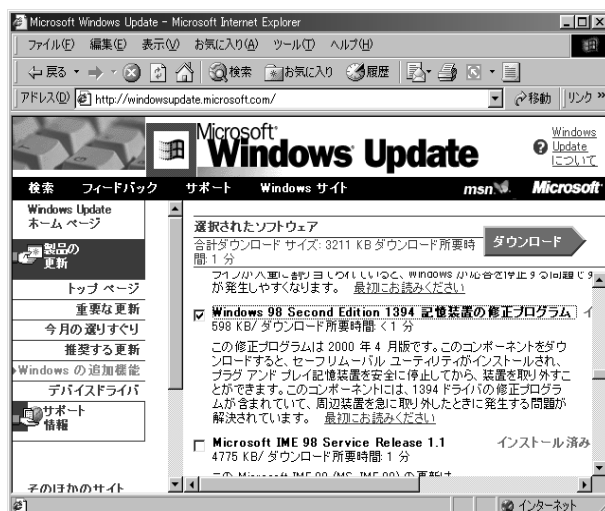 Microsoft Windows Update - Microsoft Internet Explorer
ファイル(F) 編集(E) 表示(V) お気に入り(A) ツール(T) ヘルプ(H)
戻る 検索 お気に入り 履歴
アドレス(D) http://windowsupdate.microsoft.com/ 移動 リンク »
Microsoft
Windows Update
Windows
Update
について
検索 フィードバック サポート Windows サイト msn Microsoft
Windows Update
ホーム ページ
製品の
更新
トップ ページ
重要な更新
今月の選りすぐり
推奨する更新
Windows の追加機能
デバイスドライバ
サポート
情報
そのほかのサイト
選択されたソフトウェア
合計ダウンロード サイズ: 3211 KB ダウンロード所要時
間: 1 分
ダウンロード
が発生しやすくなります。 最初にお読みください
Windows 98 Second Edition 1394 記憶装置の修正プログラム イ
598 KB/ ダウンロード所要時間: < 1 分
この修正プログラムは 2000 年 4 月版です。このコンポーネントをダウ
ンロードすると、セーフリムーバル ユーティリティがインストールされ、
プラグ アンド プレイ記憶装置を安全に停止してから、装置を取り外すこ
とができます。このコンポーネントには、1394 ドライバの修正プログラ
ムが含まれていて、周辺装置を急に取り外したときに発生する問題が
解決されています。 最初にお読みください
Microsoft IME 98 Service Release 1.1 インストール済み
4775 KB/ ダウンロード所要時間: 1 分
インターネット